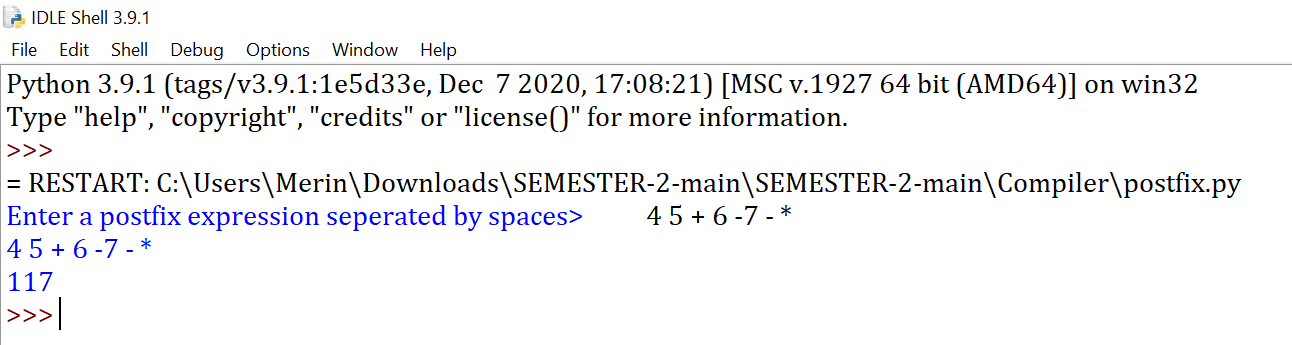 IDLE Shell 3.9.1
File Edit Shell Debug Options Window Help
Python 3.9.1 (tags/v3.9.1:1e5d33e, Dec  7 2020, 17:08:21) [MSC v.1927 64 bit (AMD64)] on win32
Type "help", "copyright", "credits" or "license()" for more information.
>>>
= RESTART: C:\Users\Merin\Downloads\SEMESTER-2-main\SEMESTER-2-main\Compiler\postfix.py
Enter a postfix expression seperated by spaces> 4 5 + 6 -7 - *
4 5 + 6 -7 - *
117
>>>